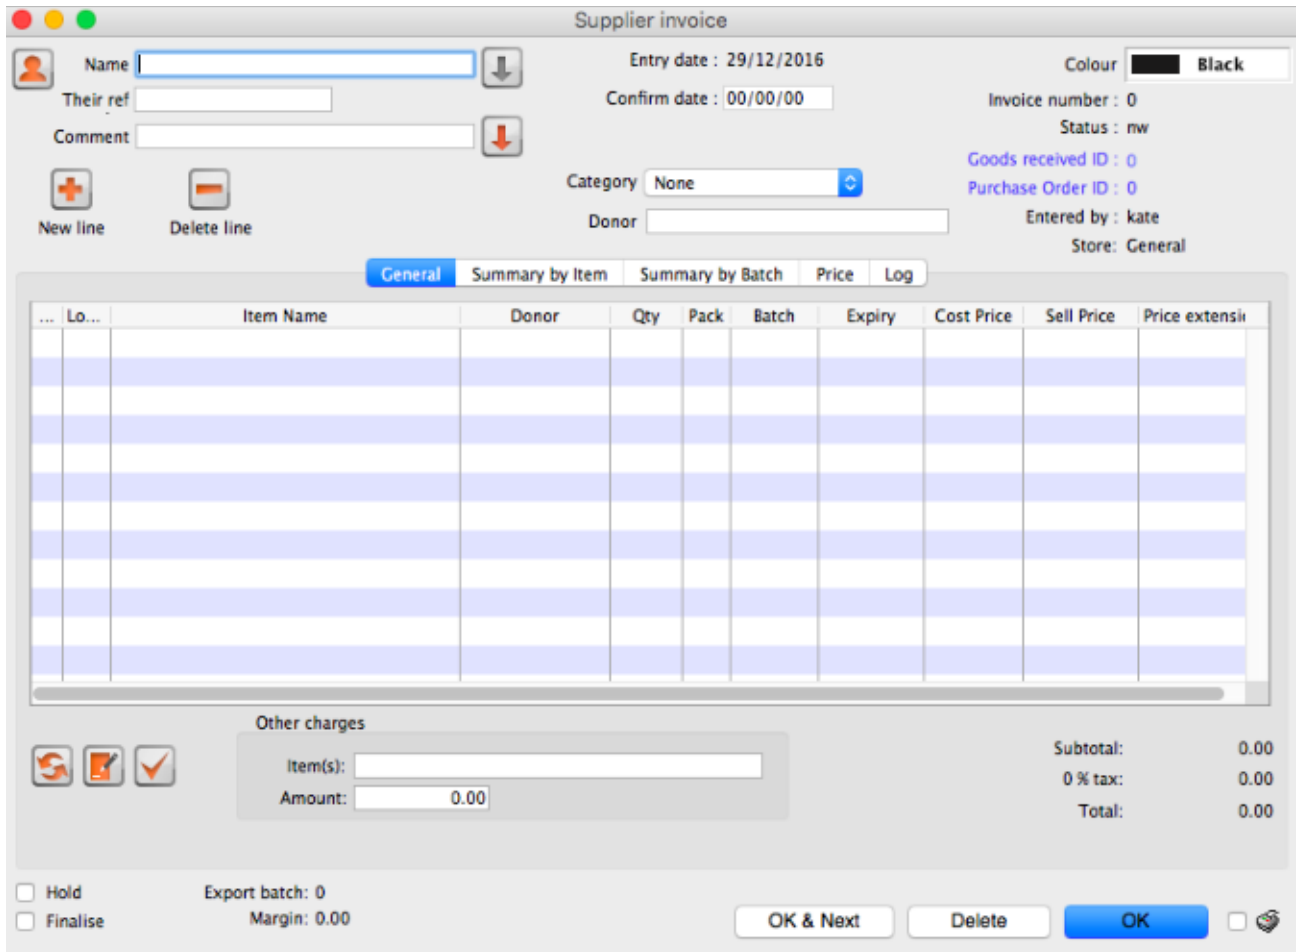 Supplier invoice
Name
Entry date : 29/12/2016
Colour Black
Their ref
Confirm date : 00/00/00
Invoice number : 0
Comment
Status : nw
Goods received ID : 0
Category None
Purchase Order ID : 0
New line Delete line
Donor
Entered by : kate
Store: General
General Summary by Item Summary by Batch Price Log
... Lo... Item Name Donor Qty Pack Batch Expiry Cost Price Sell Price Price extensi
Other charges
Item(s):
Amount: 0.00
Subtotal: 0.00
0 % tax: 0.00
Total: 0.00
Hold Export batch: 0
Finalise Margin: 0.00
OK & Next Delete OK